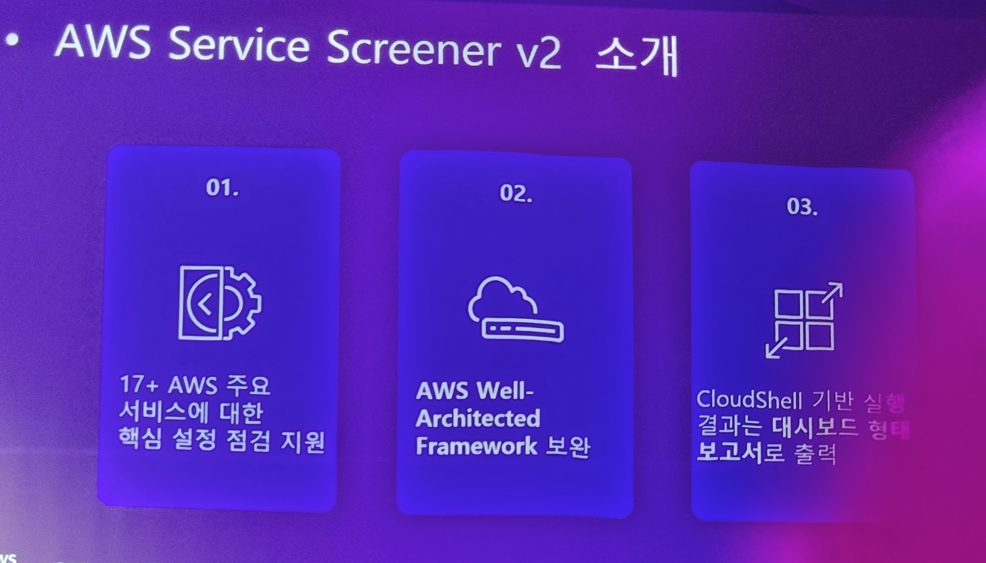 • AWS Service Screener v2 소개
01.
17+ AWS 주요
서비스에 대한
핵심 설정 점검 지원
02.
AWS Well-
Architected
Framework 보완
03.
CloudShell 기반 실행
결과는 대시보드 형태
보고서로 출력
ws